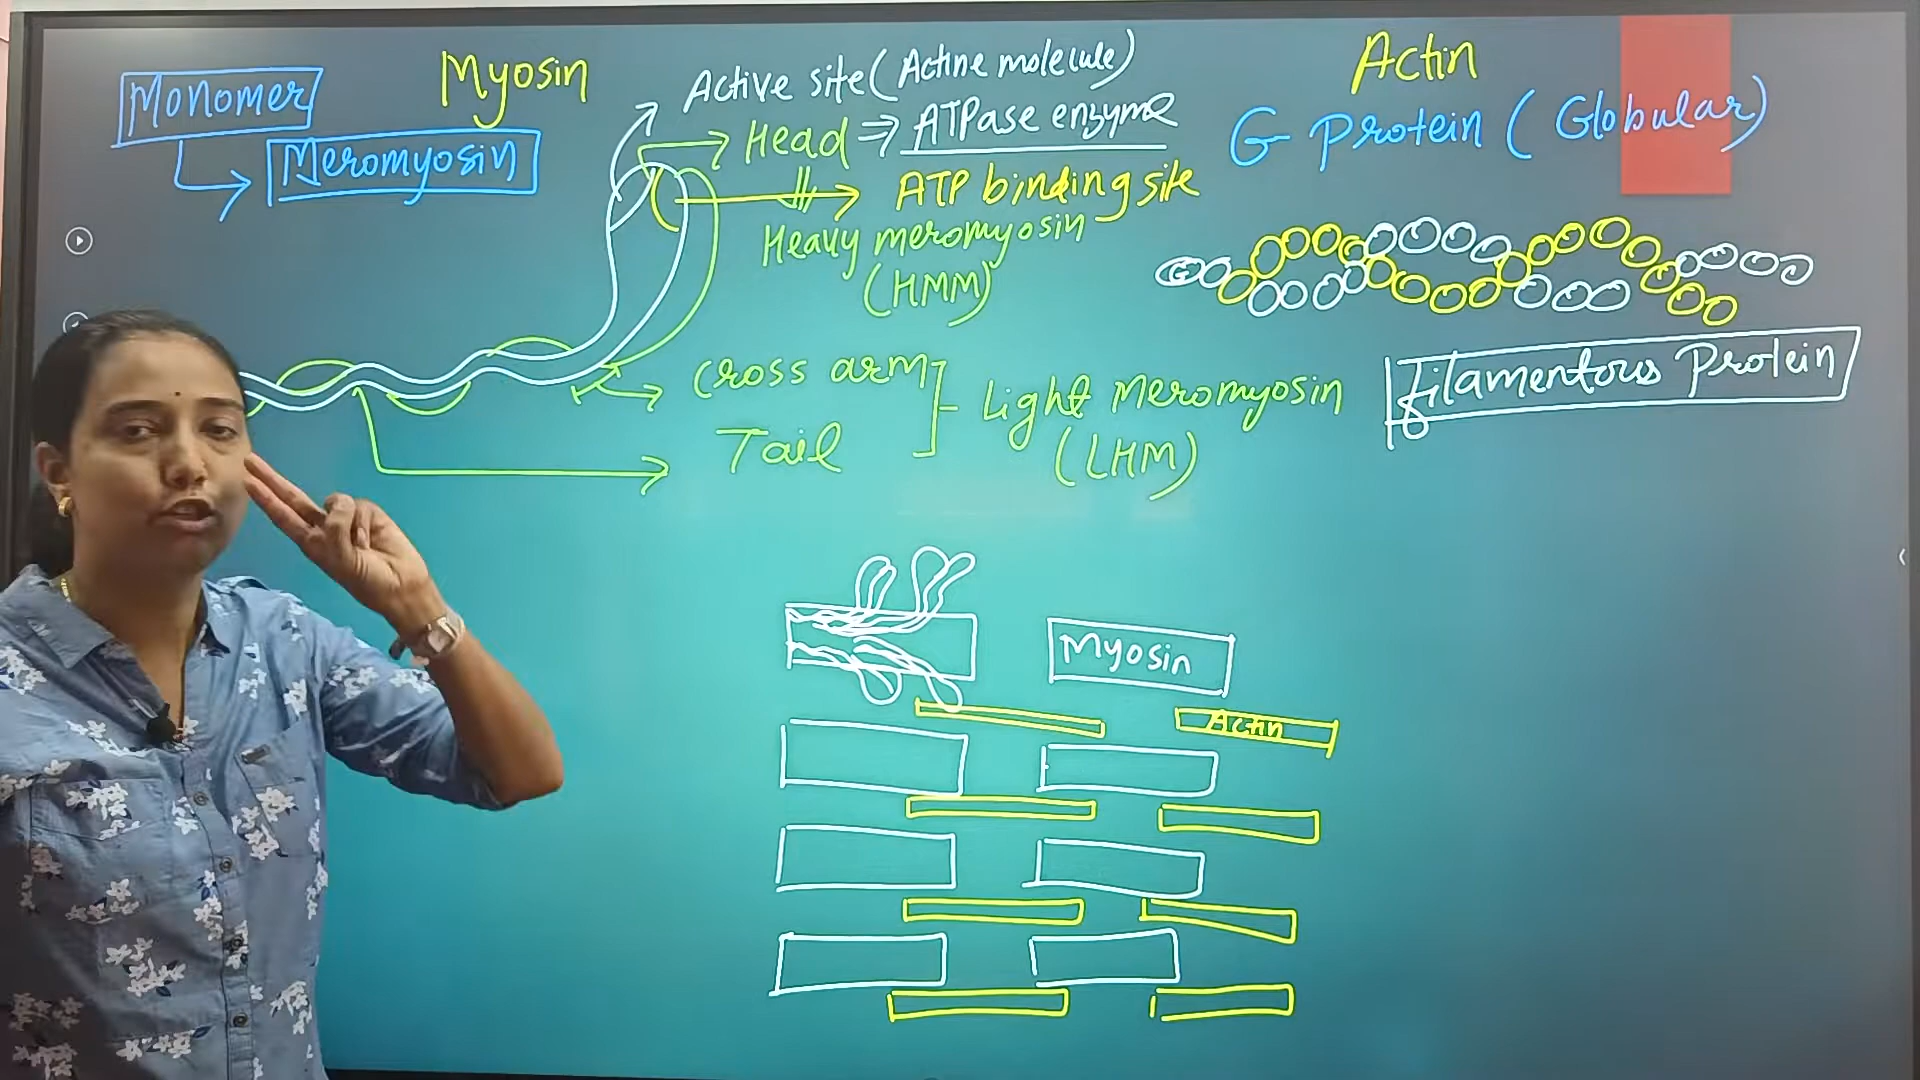 Monomer
Meromyosin
Myosin
Active site (Actine molecule)
Head ⇒ ATPase enzyme
ATP binding site
Heavy meromyosin
(HMM)
Cross arm
Tail
Light Meromyosin
(LHM)
Actin
G- Protein ( Globular)
G
Filamentous Protein
Myosin
Actin